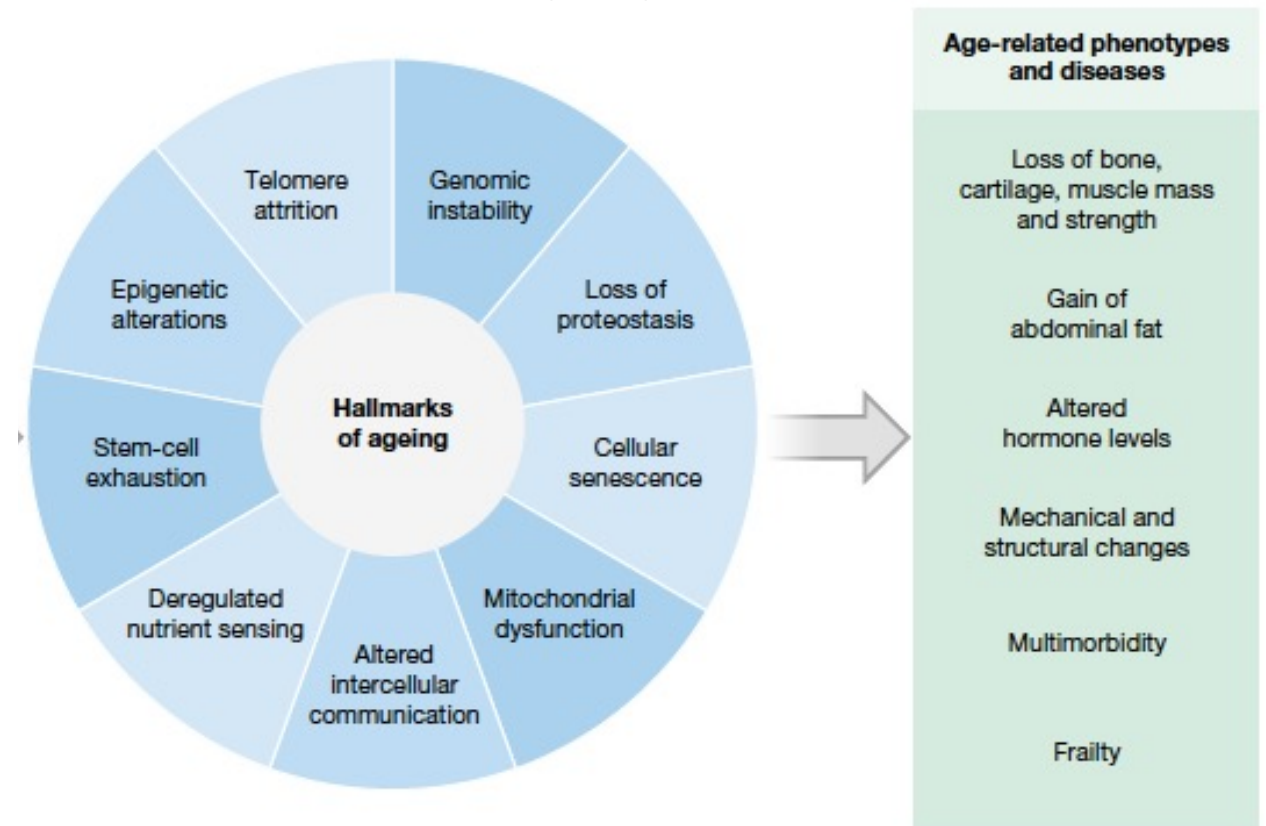 Hallmarks
of ageing
Genomic
instability
Loss of
proteostasis
Cellular
senescence
Mitochondrial
dysfunction
Altered
intercellular
communication
Deregulated
nutrient sensing
Stem-cell
exhaustion
Epigenetic
alterations
Telomere
attrition
Age-related phenotypes
and diseases
Loss of bone,
cartilage, muscle mass
and strength
Gain of
abdominal fat
Altered
hormone levels
Mechanical and
structural changes
Multimorbidity
Frailty